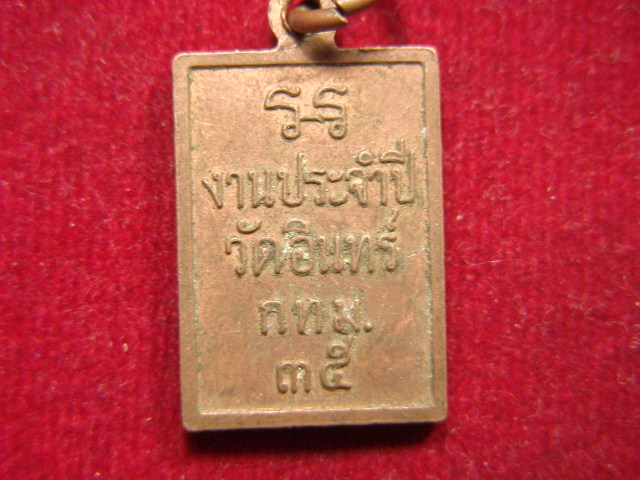 ร-ร
งานประจำปี
วัดอินทร์
กทม.
๓๕